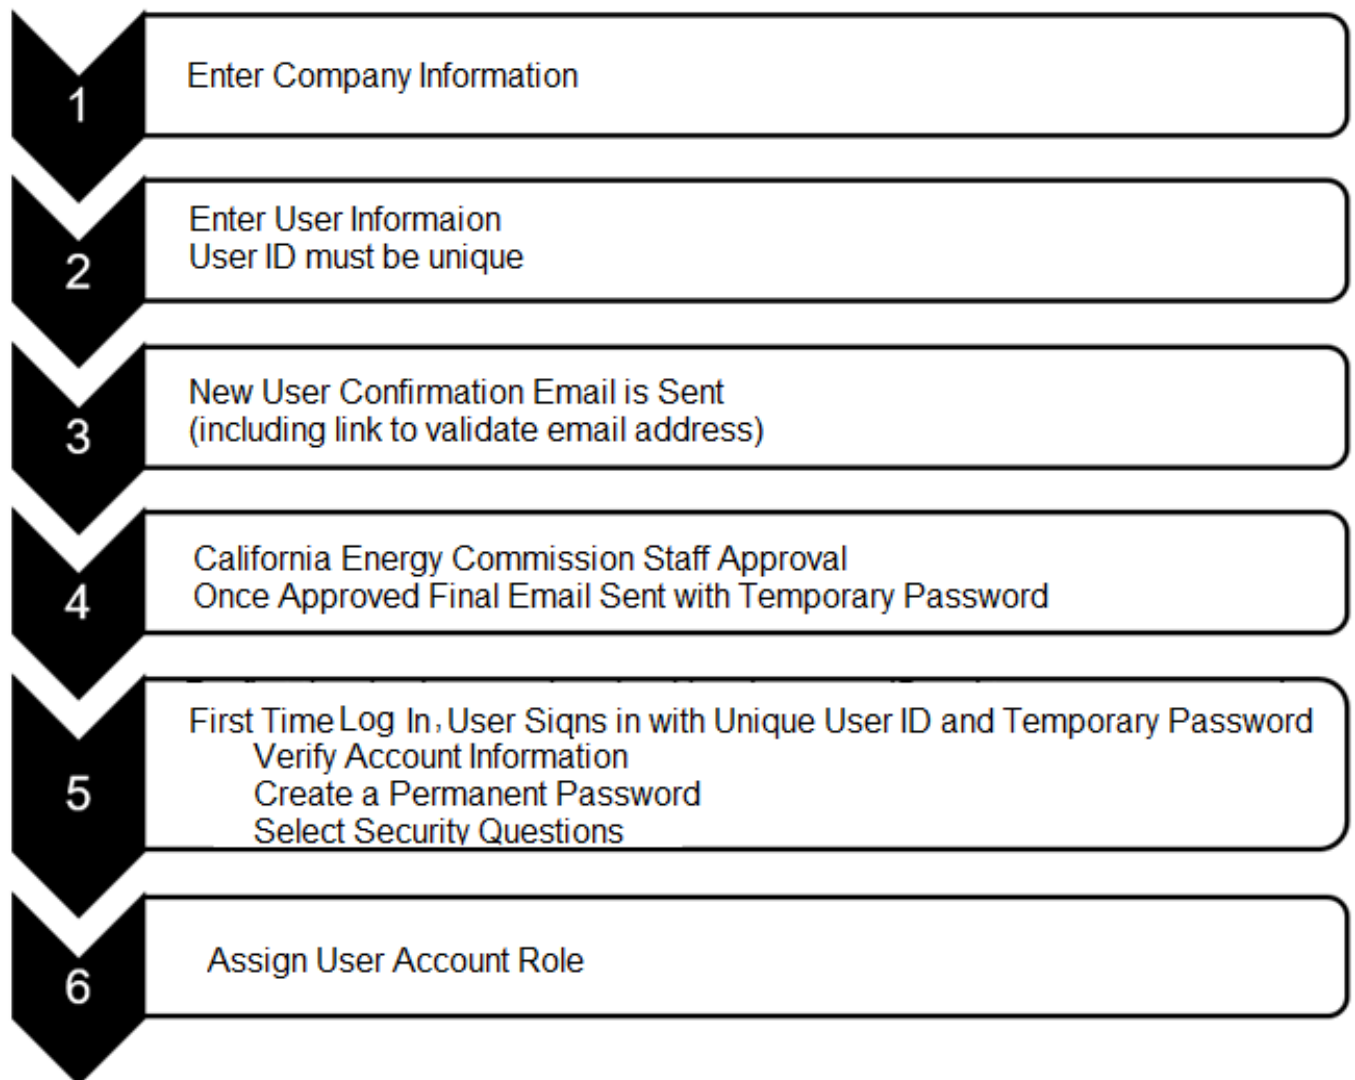 1
Enter Company Information
2
Enter User Informaion
User ID must be unique
3
New User Confirmation Email is Sent
(including link to validate email address)
4
California Energy Commission Staff Approval
Once Approved Final Email Sent with Temporary Password
5
First Time Log In, User Signs in with Unique User ID and Temporary Password
Verify Account Information
Create a Permanent Password
Select Security Questions
6
Assign User Account Role